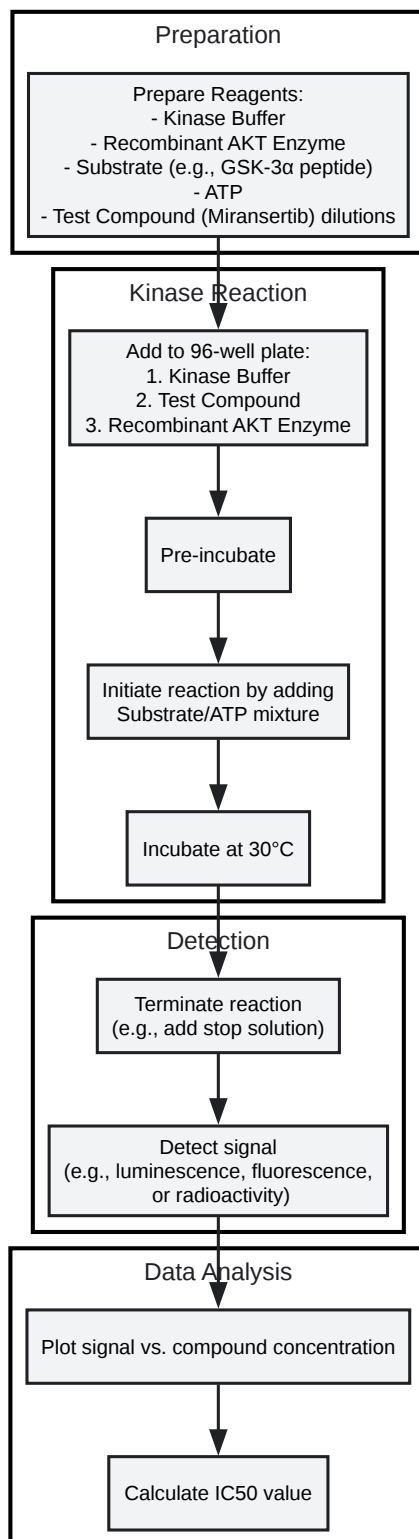 Preparation
Prepare Reagents:
- Kinase Buffer
- Recombinant AKT Enzyme
- Substrate (e.g., GSK-3α peptide)
- ATP
- Test Compound (Miransertib) dilutions
Kinase Reaction
Add to 96-well plate:
1. Kinase Buffer
2. Test Compound
3. Recombinant AKT Enzyme
Pre-incubate
Initiate reaction by adding
Substrate/ATP mixture
Incubate at 30°C
Detection
Terminate reaction
(e.g., add stop solution)
Detect signal
(e.g., luminescence, fluorescence,
or radioactivity)
Data Analysis
Plot signal vs. compound concentration
Calculate IC50 value